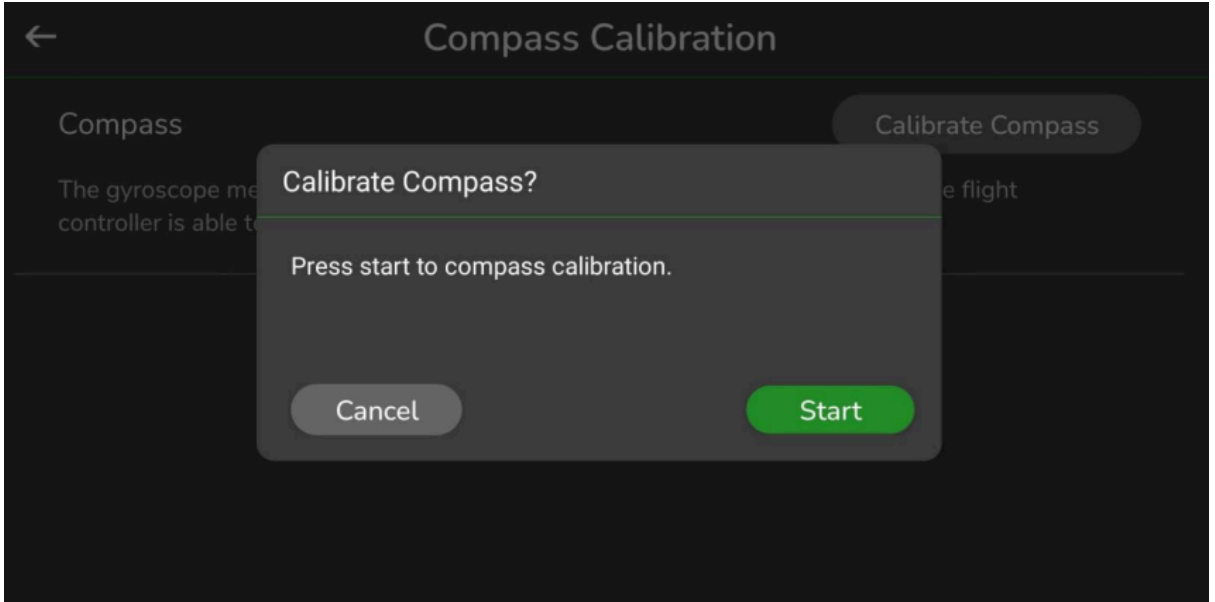 Compass Calibration
Compass
Calibrate Compass
The gyroscope me
e flight
controller is able to
Calibrate Compass?
Press start to compass calibration.
Cancel
Start